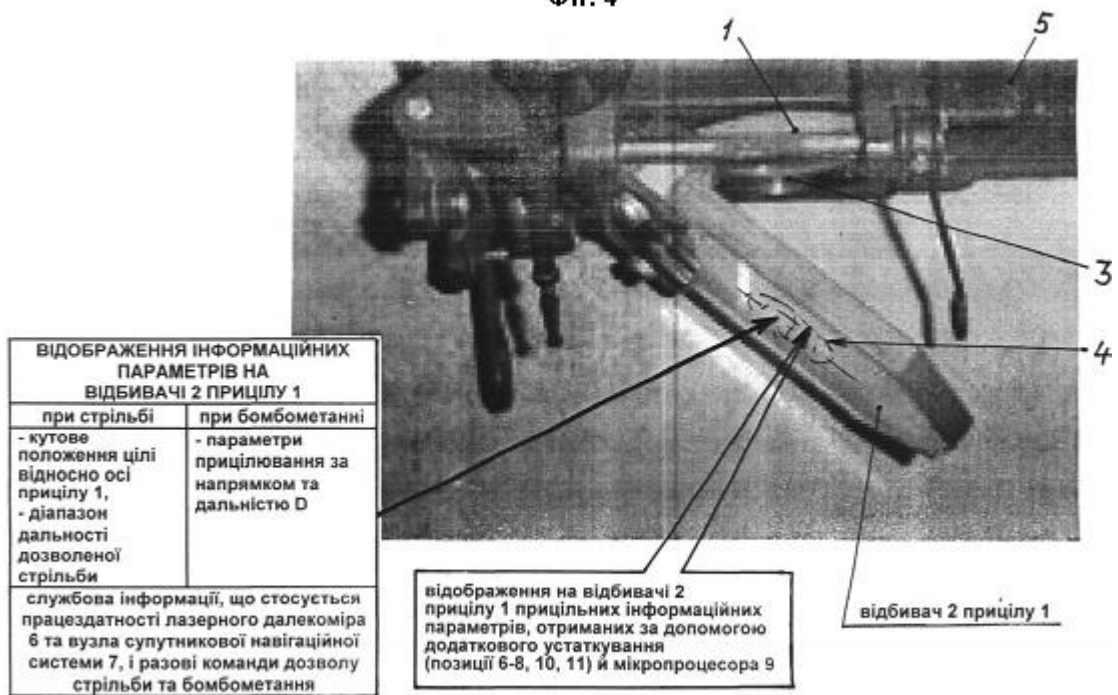 Фіг. 4
1
5
3
4
ВІДОБРАЖЕННЯ ІНФОРМАЦІЙНИХ
ПАРАМЕТРІВ НА
ВІДБИВАЧІ 2 ПРИЦІЛУ 1
при стрільбі
- кутове
положення цілі
відносно осі
прицілу 1,
- діапазон
дальності
дозволеної
стрільби
при бомбометанні
- параметри
прицілювання за
напрямком та
дальністю D
службова інформації, що стосується
працездатності лазерного далекоміра
6 та вузла супутникової навігаційної
системи 7, і разові команди дозволу
стрільби та бомбометання
відображення на відбивачі 2
прицілу 1 прицільних інформаційних
параметрів, отриманих за допомогою
додаткового устаткування
(позиції 6-8, 10, 11) й мікропроцесора 9
відбивач 2 прицілу 1